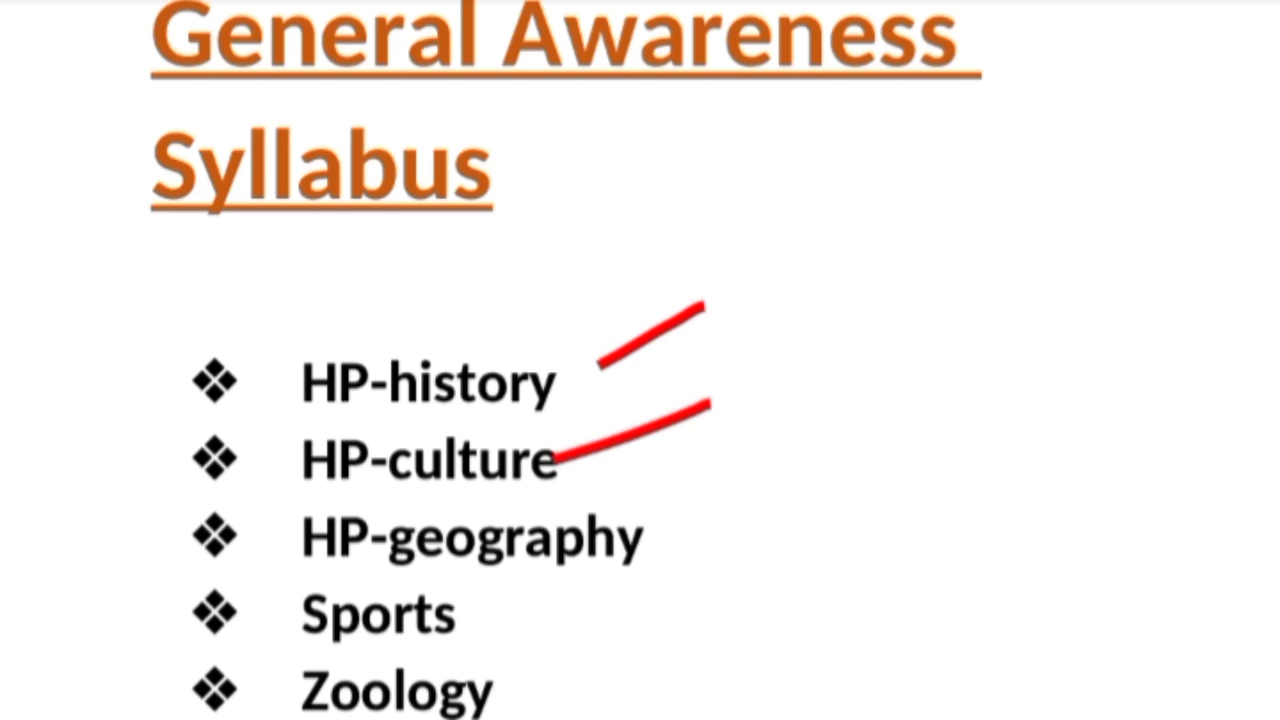 General Awareness
Syllabus
❖ HP-history
❖ HP-culture
❖ HP-geography
❖ Sports
❖ Zoology